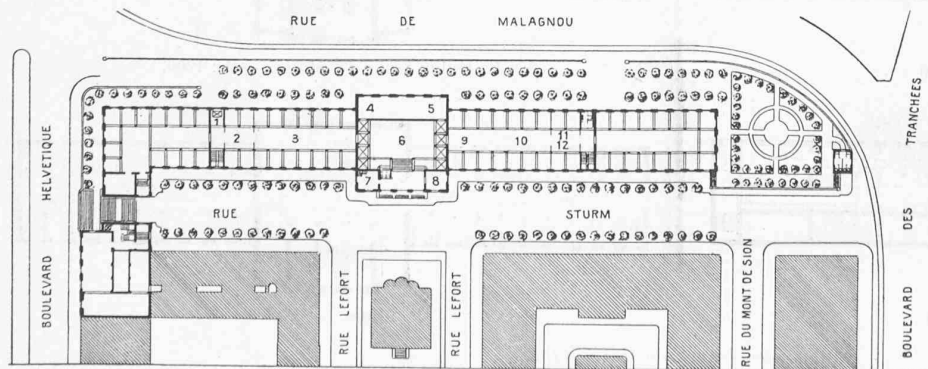 RUE DE MALAGNOU
BOULEVARD HELVETIQUE
BOULEVARD DES TRANCHÉES
4 5
1
2 3 6 9 10 11
12
7 8
RUE STURM
RUE LEFORT
RUE LEFORT
RUE DU MONT DE SION